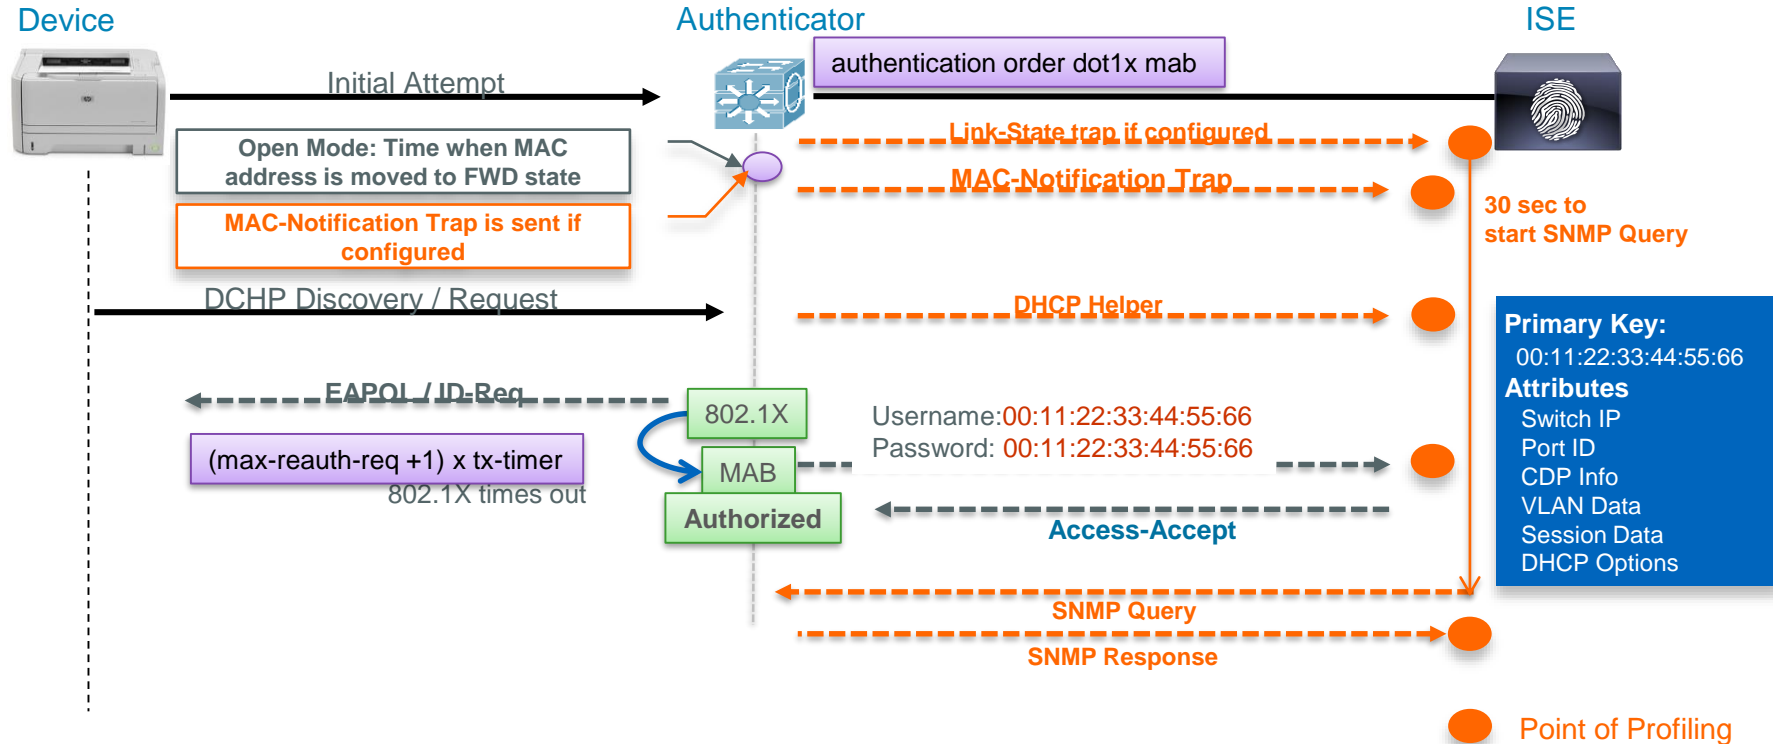 Device
Authenticator
ISE
authentication order dot1x mab
Initial Attempt
Link-State trap if configured
Open Mode: Time when MAC
address is moved to FWD state
MAC-Notification Trap
MAC-Notification Trap is sent if
configured
30 sec to
start SNMP Query
DCHP Discovery / Request
DHCP Helper
Primary Key:
00:11:22:33:44:55:66
Attributes
Switch IP
Port ID
CDP Info
VLAN Data
Session Data
DHCP Options
EAPOL / ID-Req
802.1X
Username:00:11:22:33:44:55:66
Password: 00:11:22:33:44:55:66
(max-reauth-req +1) x tx-timer
802.1X times out
MAB
Authorized
Access-Accept
SNMP Query
SNMP Response
Point of Profiling